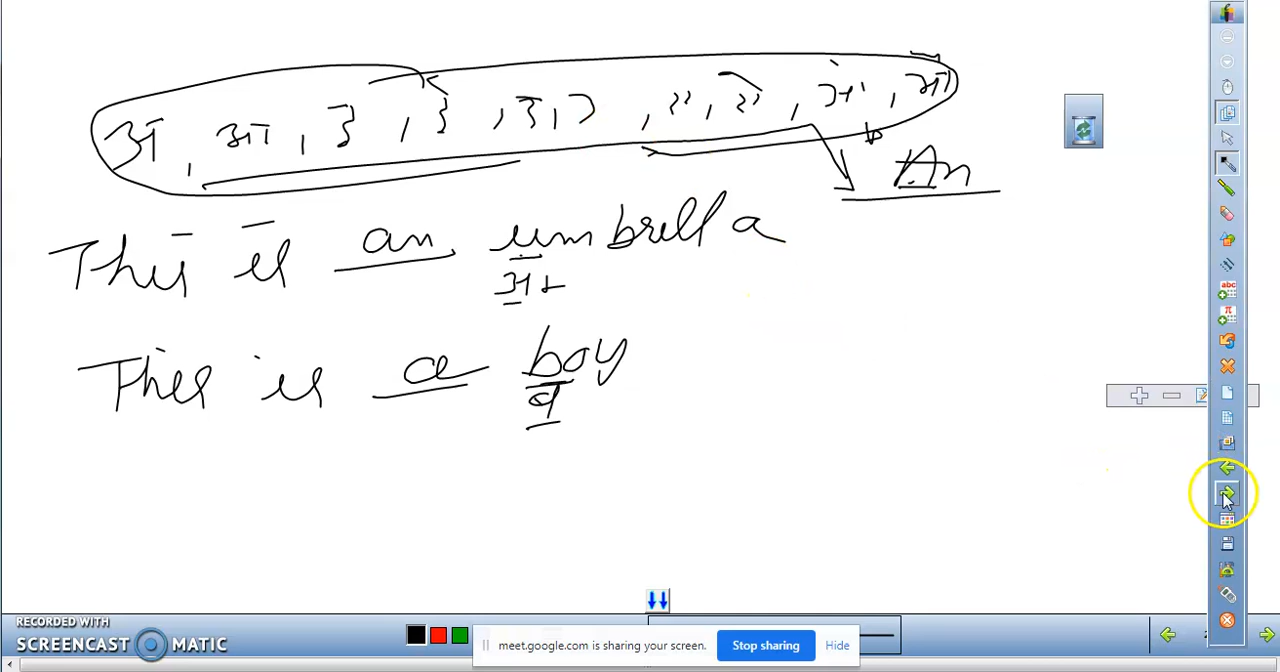 अ, आ, इ, ई, उ, ऊ, ए, ऐ, ओ, औ
An
This is an umbrella
अ
This is a boy
ब
abc
π
RECORDED WITH
SCREENCAST MATIC
meet.google.com is sharing your screen.
Stop sharing
Hide